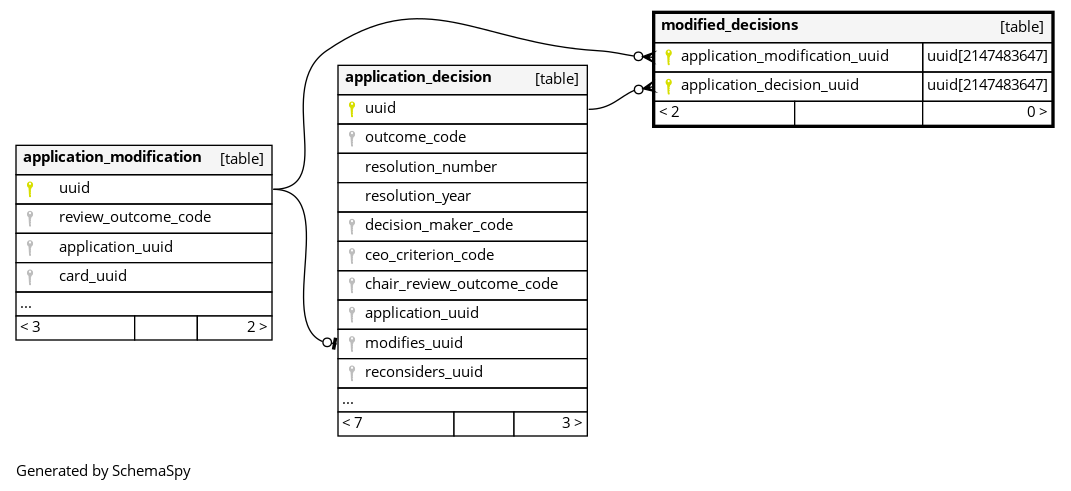 modified_decisions [table]
application_modification_uuid uuid[2147483647]
application_decision_uuid uuid[2147483647]
< 2 0 >
application_decision [table]
uuid
outcome_code
resolution_number
resolution_year
decision_maker_code
ceo_criterion_code
chair_review_outcome_code
application_uuid
modifies_uuid
reconsiders_uuid
...
< 7 3 >
application_modification [table]
uuid
review_outcome_code
application_uuid
card_uuid
...
< 3 2 >
Generated by SchemaSpy